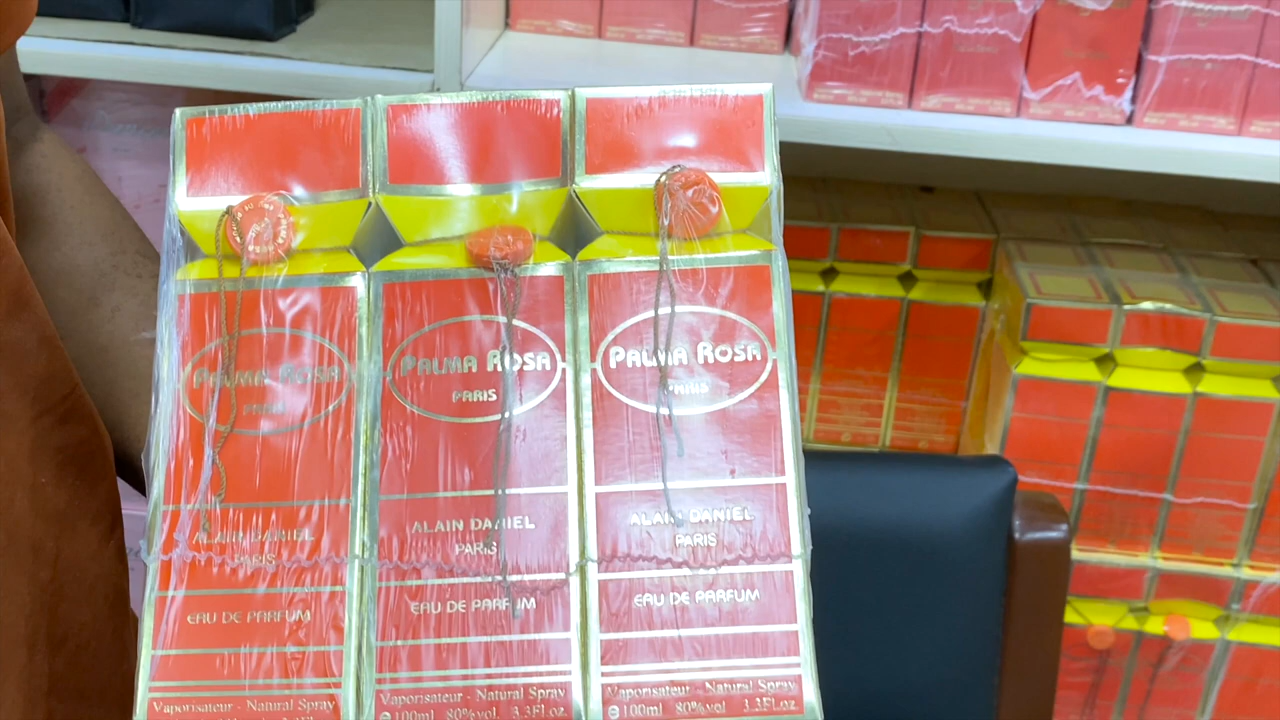 PALMA ROSA
PARIS
ALAIN DANIEL
PARIS
EAU DE PARFUM
Vaporisateur - Natural Spray
PALMA ROSA
PARIS
ALAIN DANIEL
PARIS
EAU DE PARFUM
Vaporisateur - Natural Spray
100ml 80%vol. 3.3Fl.oz.
PALMA ROSA
PARIS
ALAIN DANIEL
PARIS
EAU DE PARFUM
Vaporisateur - Natural Spray
100ml 80%vol. 3.3Fl.oz.